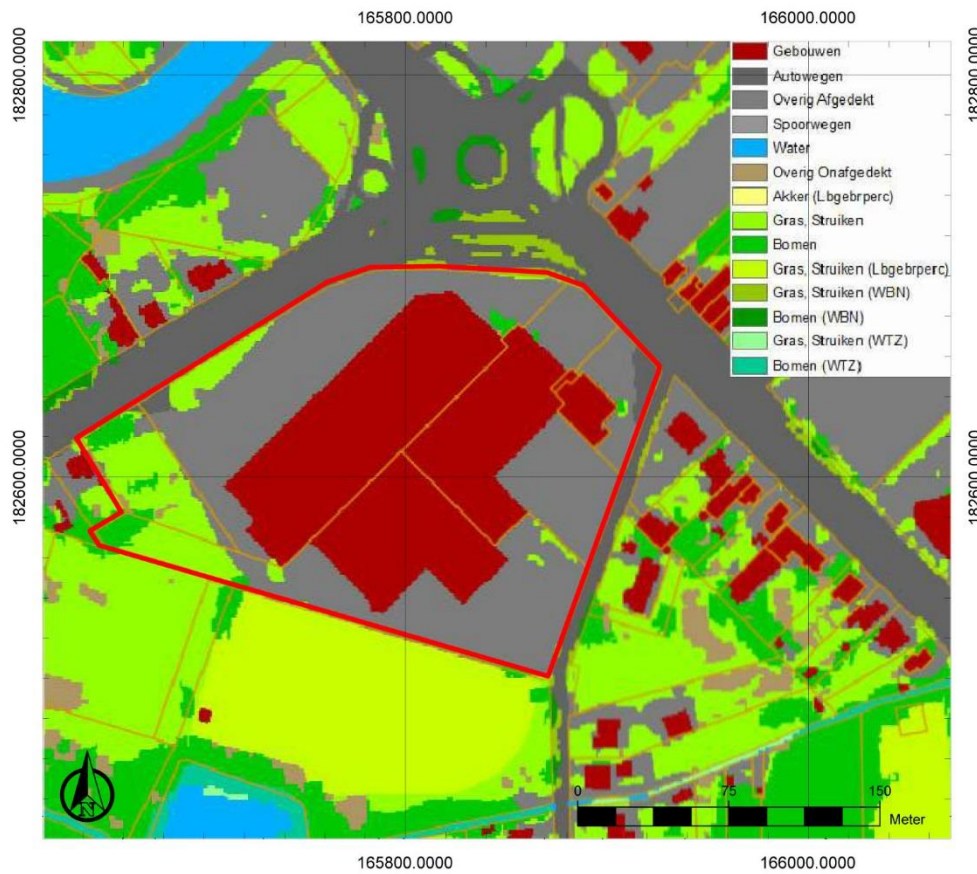 165800.0000 166000.0000
182800.0000 182800.0000
Gebouwen
Autowegen
Overig Afgedekt
Spoorwegen
Water
Overig Onafgedekt
Akker (Lbgebrperc)
Gras, Struiken
Bomen
Gras, Struiken (Lbgebrperc)
Gras, Struiken (WBN)
Bomen (WBN)
Gras, Struiken (WTZ)
Bomen (WTZ)
182600.0000 182600.0000
N
0 75 150
Meter
165800.0000 166000.0000